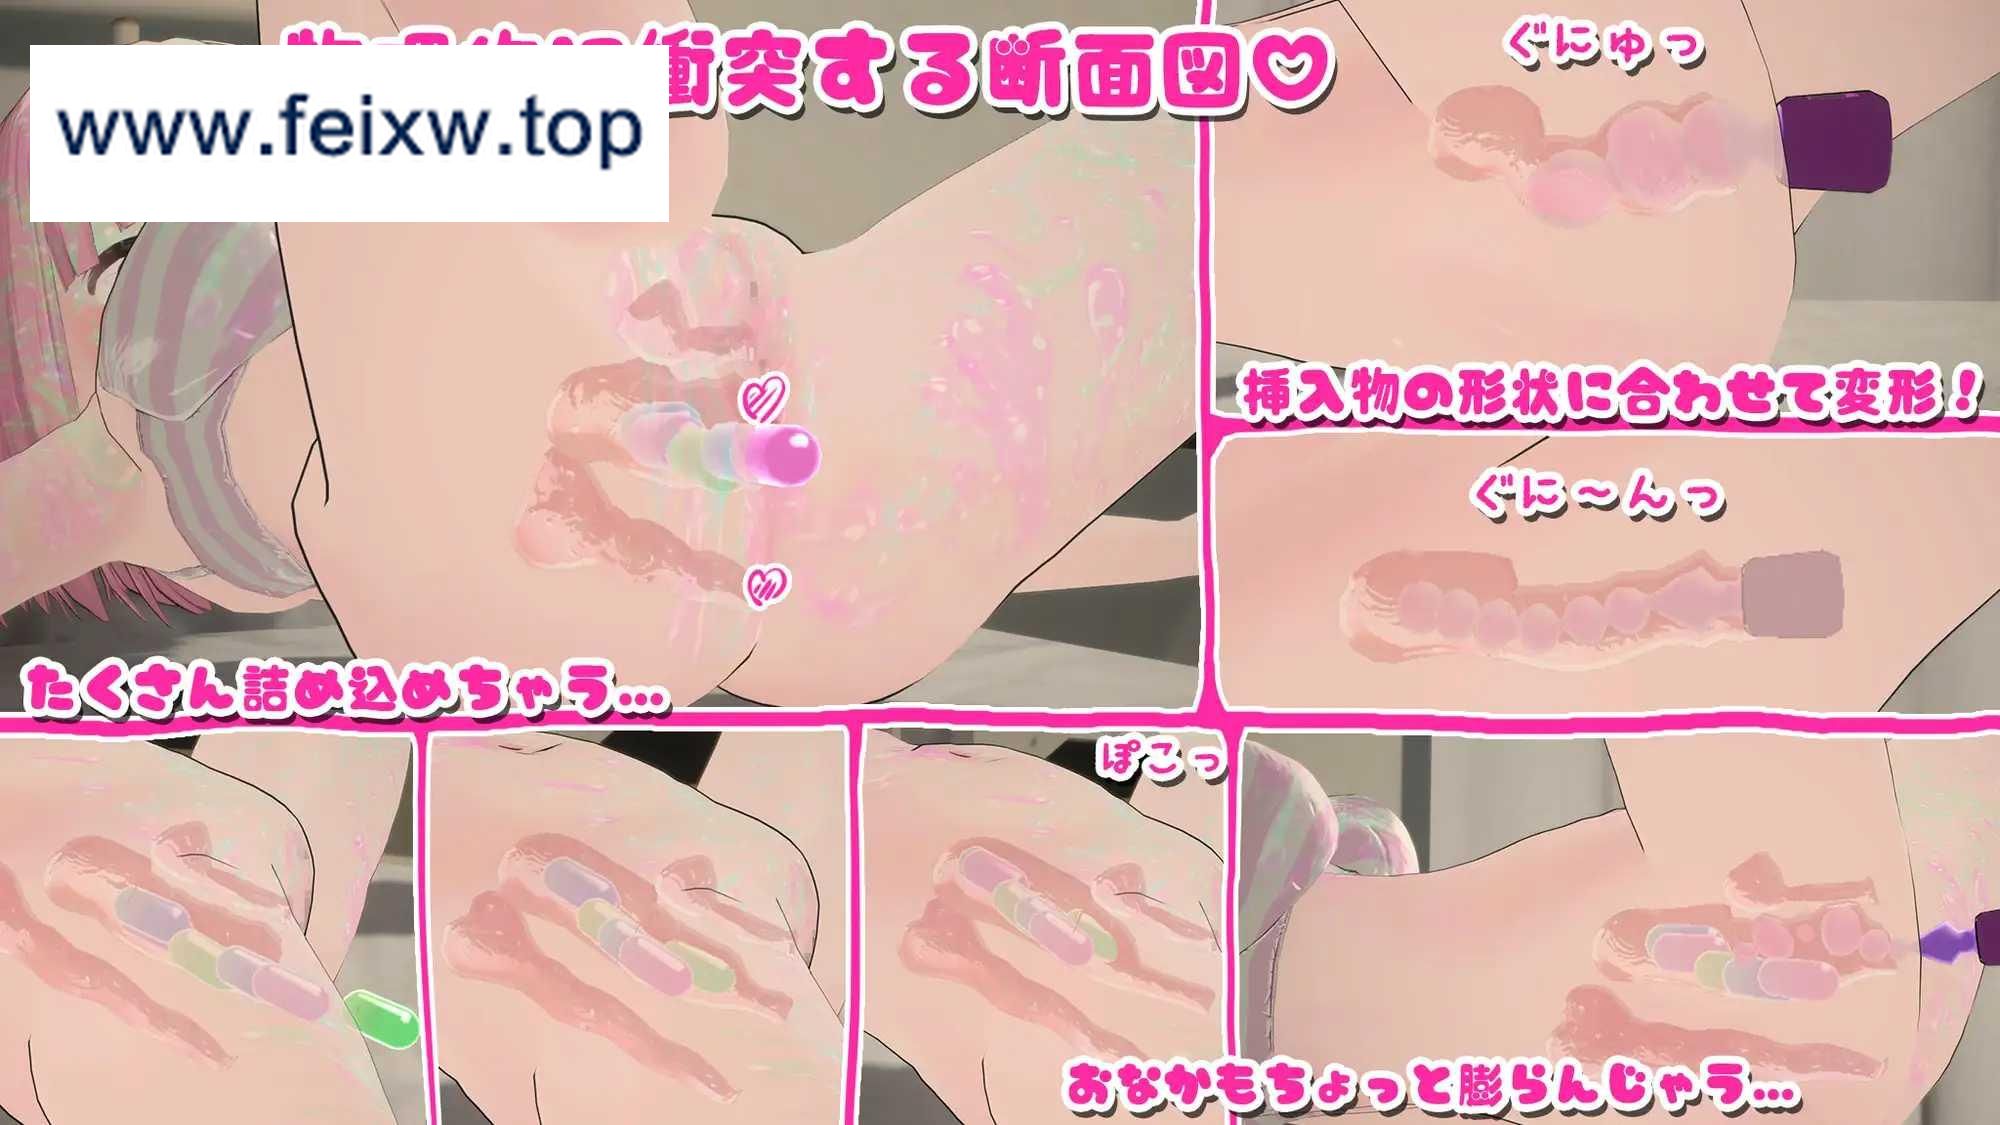 衝突する断面図♡
www.feixw.top
ぐにゅっ
挿入物の形状に合わせて変形！
ぐに～んっ
たくさん詰め込めちゃう…
ぽこっ
おなかもちょっと膨らんじゃう…